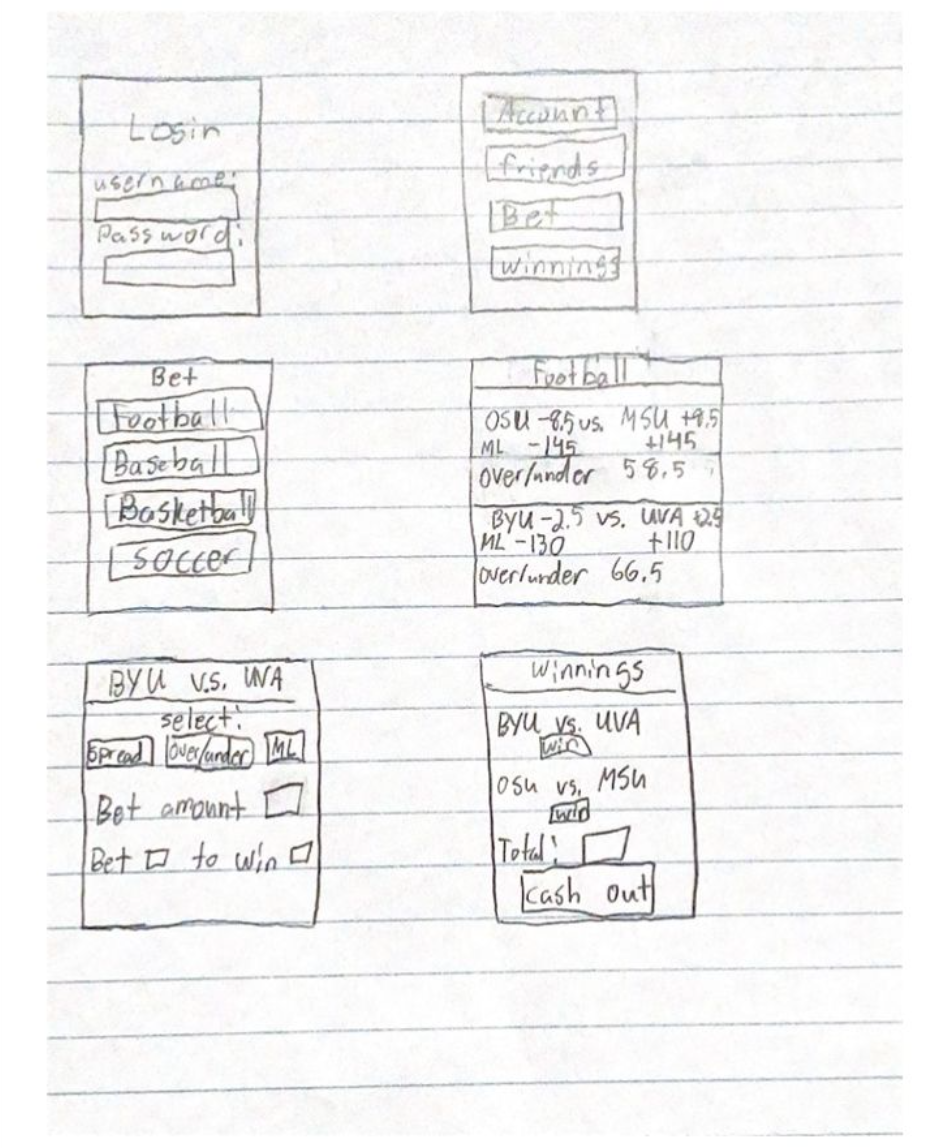 Login
username:
Password:
Account
friends
Bet
winnings
Bet
Football
Baseball
Basketball
soccer
Football
OSU -8.5 vs. MSU +8.5
ML -145 +145
over/under 58.5
BYU -2.5 vs. UVA +2.5
ML -130 +110
over/under 66.5
BYU v.s. UVA
select:
Spread over/under ML
Bet amount
Bet to win
winnings
BYU vs. UVA
win
OSU vs. MSU
win
Total:
cash out